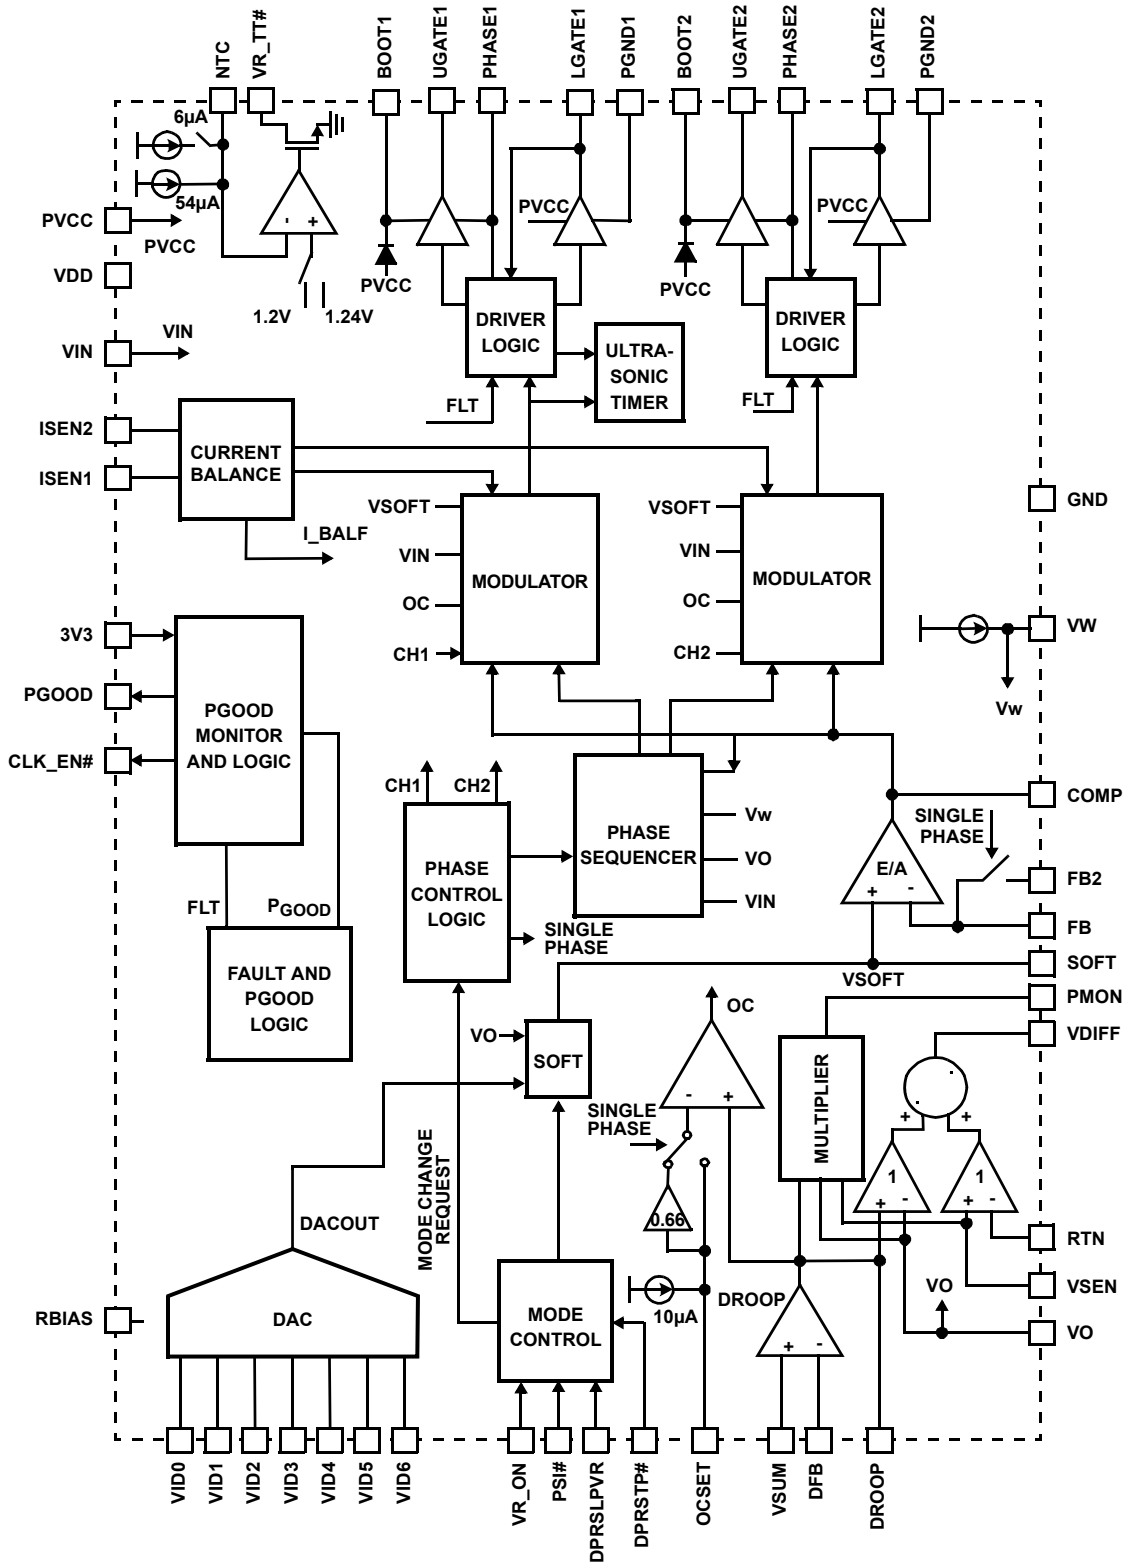 NTC
VR_TT#
BOOT1
UGATE1
PHASE1
LGATE1
PGND1
BOOT2
UGATE2
PHASE2
LGATE2
PGND2
6µA
54µA
PVCC
PVCC
- +
1.2V
1.24V
PVCC
PVCC
PVCC
PVCC
VDD
VIN
VIN
DRIVER
LOGIC
DRIVER
LOGIC
ULTRA-
SONIC
TIMER
FLT
FLT
ISEN2
ISEN1
CURRENT
BALANCE
I_BALF
VSOFT
VIN
OC
CH1
MODULATOR
VSOFT
VIN
OC
CH2
MODULATOR
GND
VW
Vw
3V3
PGOOD
CLK_EN#
PGOOD
MONITOR
AND LOGIC
FLT
PGOOD
FAULT AND
PGOOD
LOGIC
CH1
CH2
PHASE
CONTROL
LOGIC
SINGLE
PHASE
PHASE
SEQUENCER
Vw
VO
VIN
COMP
SINGLE
PHASE
E/A
+ -
FB2
FB
SOFT
VSOFT
PMON
VDIFF
VO
SOFT
OC
- +
SINGLE
PHASE
0.66
MULTIPLIER
- -
+ +
1
+ -
1
+ -
RTN
VSEN
VO
VO
MODE CHANGE
REQUEST
DACOUT
DAC
RBIAS
MODE
CONTROL
10µA
DROOP
+ -
VID0
VID1
VID2
VID3
VID4
VID5
VID6
VR_ON
PSI#
DPRSLPVR
DPRSTP#
OCSET
VSUM
DFB
DROOP